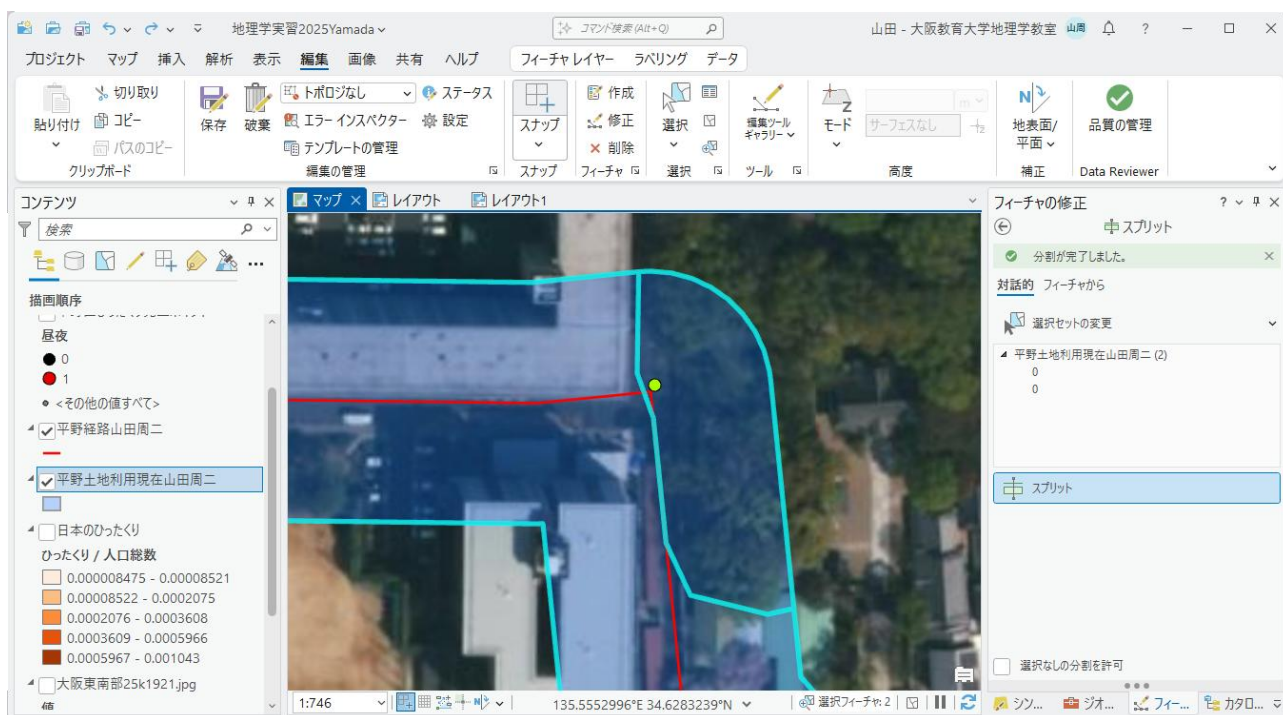 地理学実習2025Yamada
コマンド検索 (Alt+Q)
山田 - 大阪教育大学地理学教室
山周
?
プロジェクト マップ 挿入 解析 表示 編集 画像 共有 ヘルプ フィーチャ レイヤー ラベリング データ
貼り付け
切り取り
コピー
パスのコピー
クリップボード
保存
破棄
トポロジなし
ステータス
エラー インスペクター
設定
テンプレートの管理
編集の管理
スナップ
スナップ
作成
修正
削除
フィーチャ
選択
選択
編集ツール
ギャラリー
ツール
Z
モード
m
サーフェスなし
高度
N
地表面/
平面
補正
品質の管理
Data Reviewer
コンテンツ
検索
描画順序
昼夜
0
1
<その他の値すべて>
平野経路山田周二
平野土地利用現在山田周二
日本のひったくり
ひったくり / 人口総数
0.000008475 - 0.00008521
0.00008522 - 0.0002075
0.0002076 - 0.0003608
0.0003609 - 0.0005966
0.0005967 - 0.001043
大阪東南部25k1921.jpg
値
マップ レイアウト レイアウト1
1:746
135.5552996°E 34.6283239°N
選択フィーチャ: 2
フィーチャの修正
?
スプリット
分割が完了しました。
対話的 フィーチャから
選択セットの変更
平野土地利用現在山田周二 (2)
0
0
スプリット
選択なしの分割を許可
シン... ジオ... フィー... カタロ...